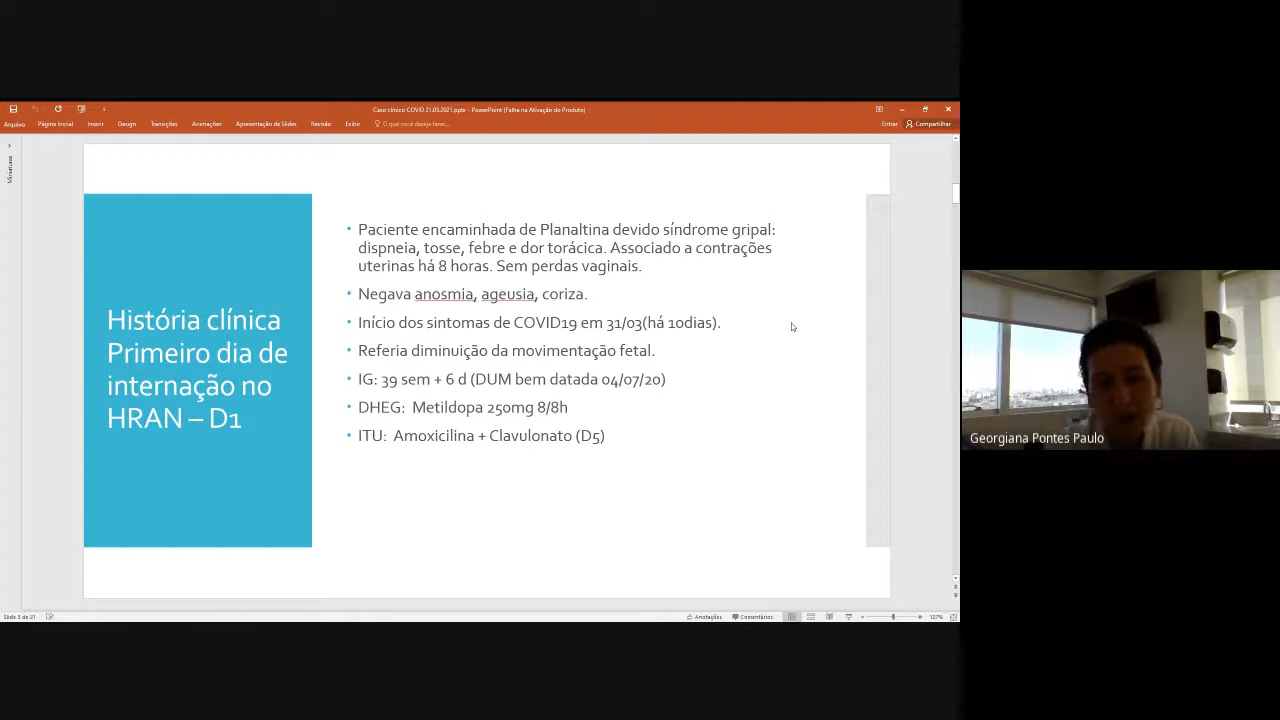 Caso clínico COVID 21.05.2021.pptx - PowerPoint (Falha na Ativação do Produto)
Arquivo Página Inicial Inserir Design Transições Animações Apresentação de Slides Revisão Exibir O que você deseja fazer... Entrar Compartilhar
Miniaturas
História clínica
Primeiro dia de
internação no
HRAN – D1
• Paciente encaminhada de Planaltina devido síndrome gripal:
dispneia, tosse, febre e dor torácica. Associado a contrações
uterinas há 8 horas. Sem perdas vaginais.
• Negava anosmia, ageusia, coriza.
• Início dos sintomas de COVID19 em 31/03(há 10dias).
• Referia diminuição da movimentação fetal.
• IG: 39 sem + 6 d (DUM bem datada 04/07/20)
• DHEG: Metildopa 250mg 8/8h
• ITU: Amoxicilina + Clavulonato (D5)
Georgiana Pontes Paulo
Slide 3 de 21 Anotações Comentários 127%